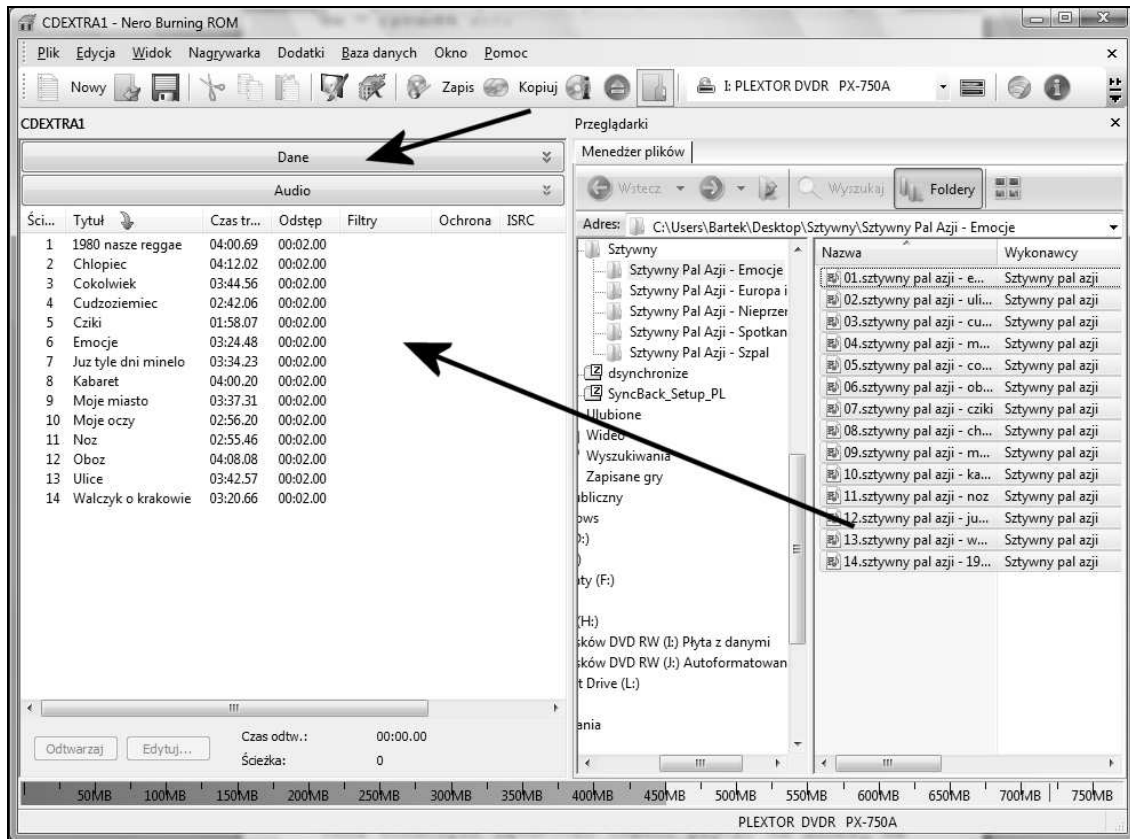 CDEXTRA1 - Nero Burning ROM
Plik Edycja Widok Nagrywarka Dodatki Baza danych Okno Pomoc
Nowy Zapis Kopiuj I: PLEXTOR DVDR PX-750A
CDEXTRA1
Dane
Audio
Ści... Tytuł Czas tr... Odstęp Filtry Ochrona ISRC
1 1980 nasze reggae 04:00.69 00:02.00
2 Chlopiec 04:12.02 00:02.00
3 Cokolwiek 03:44.56 00:02.00
4 Cudzoziemiec 02:42.06 00:02.00
5 Cziki 01:58.07 00:02.00
6 Emocje 03:24.48 00:02.00
7 Juz tyle dni minelo 03:34.23 00:02.00
8 Kabaret 04:00.20 00:02.00
9 Moje miasto 03:37.31 00:02.00
10 Moje oczy 02:56.20 00:02.00
11 Noz 02:55.46 00:02.00
12 Oboz 04:08.08 00:02.00
13 Ulice 03:42.57 00:02.00
14 Walczyk o krakowie 03:20.66 00:02.00
Odtwarzaj Edytuj...
Czas odtw.: 00:00.00
Ścieżka: 0
Przeglądarki
Menedżer plików
Wstecz Wyszukaj Foldery
Adres: C:\Users\Bartek\Desktop\Sztywny\Sztywny Pal Azji - Emocje
Sztywny
Sztywny Pal Azji - Emocje
Sztywny Pal Azji - Europa i
Sztywny Pal Azji - Nieprzer
Sztywny Pal Azji - Spotkan
Sztywny Pal Azji - Szpal
dsynchronize
SyncBack_Setup_PL
Ulubione
Wideo
Wyszukiwania
Zapisane gry
ubliczny
ows
D:)
)
aty (F:)
(H:)
sków DVD RW (I:) Płyta z danymi
sków DVD RW (J:) Autoformatowan
t Drive (L:)
ania
Nazwa Wykonawcy
01.sztywny pal azji - e... Sztywny pal azji
02.sztywny pal azji - uli... Sztywny pal azji
03.sztywny pal azji - cu... Sztywny pal azji
04.sztywny pal azji - m... Sztywny pal azji
05.sztywny pal azji - co... Sztywny pal azji
06.sztywny pal azji - ob... Sztywny pal azji
07.sztywny pal azji - cziki Sztywny pal azji
08.sztywny pal azji - ch... Sztywny pal azji
09.sztywny pal azji - m... Sztywny pal azji
10.sztywny pal azji - ka... Sztywny pal azji
11.sztywny pal azji - noz Sztywny pal azji
12.sztywny pal azji - ju... Sztywny pal azji
13.sztywny pal azji - w... Sztywny pal azji
14.sztywny pal azji - 19... Sztywny pal azji
50MB 100MB 150MB 200MB 250MB 300MB 350MB 400MB 450MB 500MB 550MB 600MB 650MB 700MB 750MB
PLEXTOR DVDR PX-750A